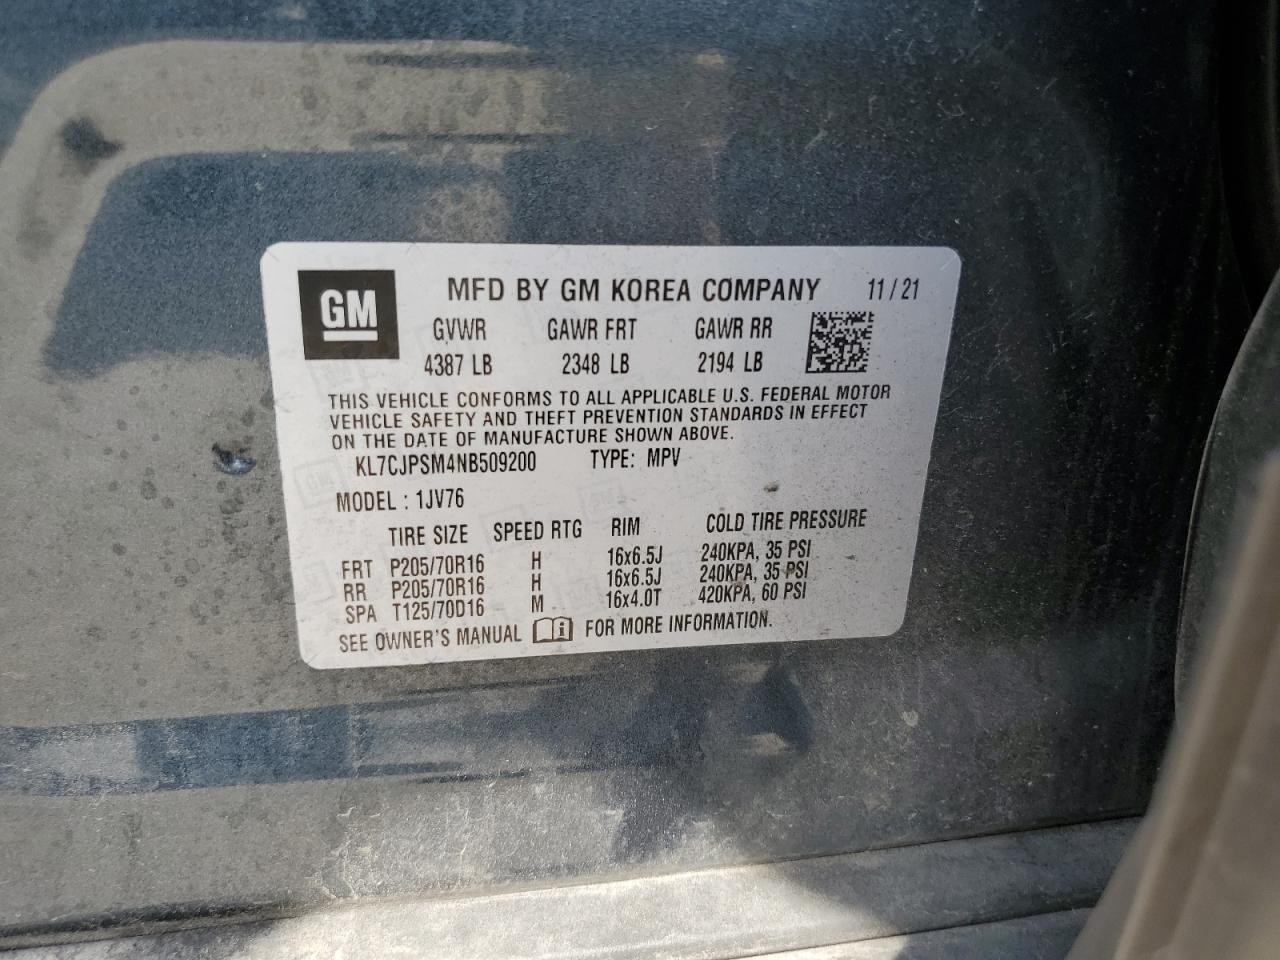 GM MFD BY GM KOREA COMPANY 11/21
GVWR GAWR FRT GAWR RR
4387 LB 2348 LB 2194 LB
THIS VEHICLE CONFORMS TO ALL APPLICABLE U.S. FEDERAL MOTOR
VEHICLE SAFETY AND THEFT PREVENTION STANDARDS IN EFFECT
ON THE DATE OF MANUFACTURE SHOWN ABOVE.
KL7CJPSM4NB509200 TYPE: MPV
MODEL : 1JV76
TIRE SIZE SPEED RTG RIM COLD TIRE PRESSURE
FRT P205/70R16 H 16x6.5J 240KPA, 35 PSI
RR P205/70R16 H 16x6.5J 240KPA, 35 PSI
SPA T125/70D16 M 16x4.0T 420KPA, 60 PSI
SEE OWNER'S MANUAL i FOR MORE INFORMATION.